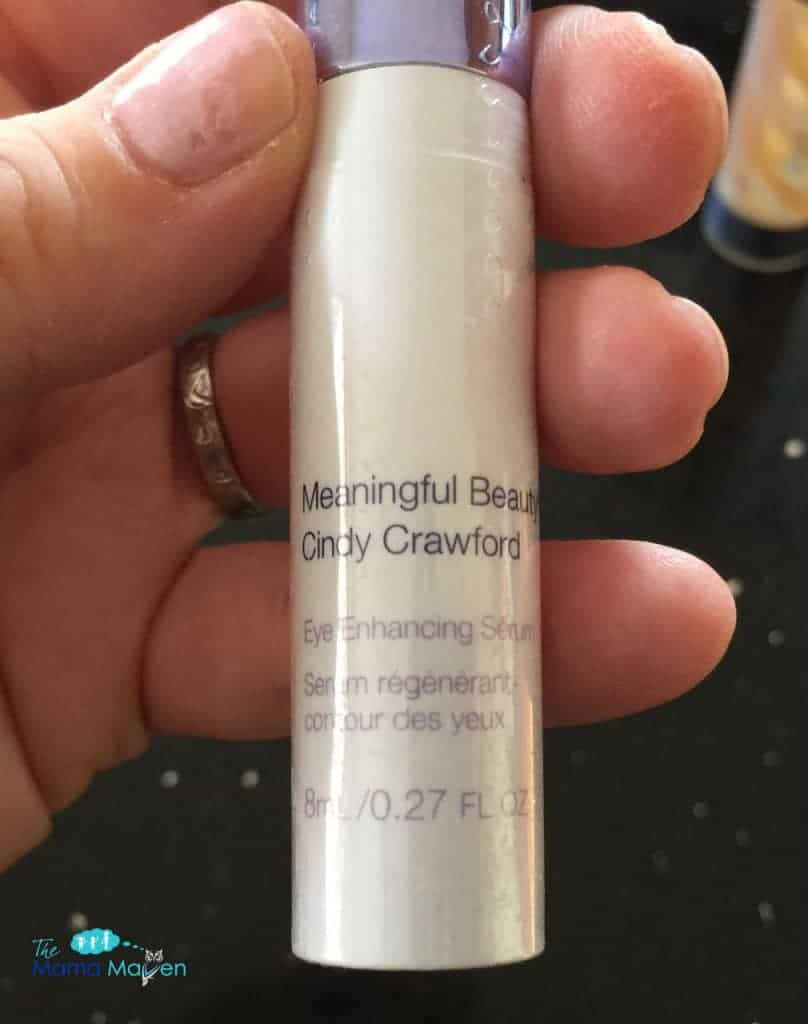 Meaningful Beauty
Cindy Crawford
Eye Enhancing Serum
Serum régénérant-
contour des yeux
8mL/0.27 FL OZ
The
Mama Maven